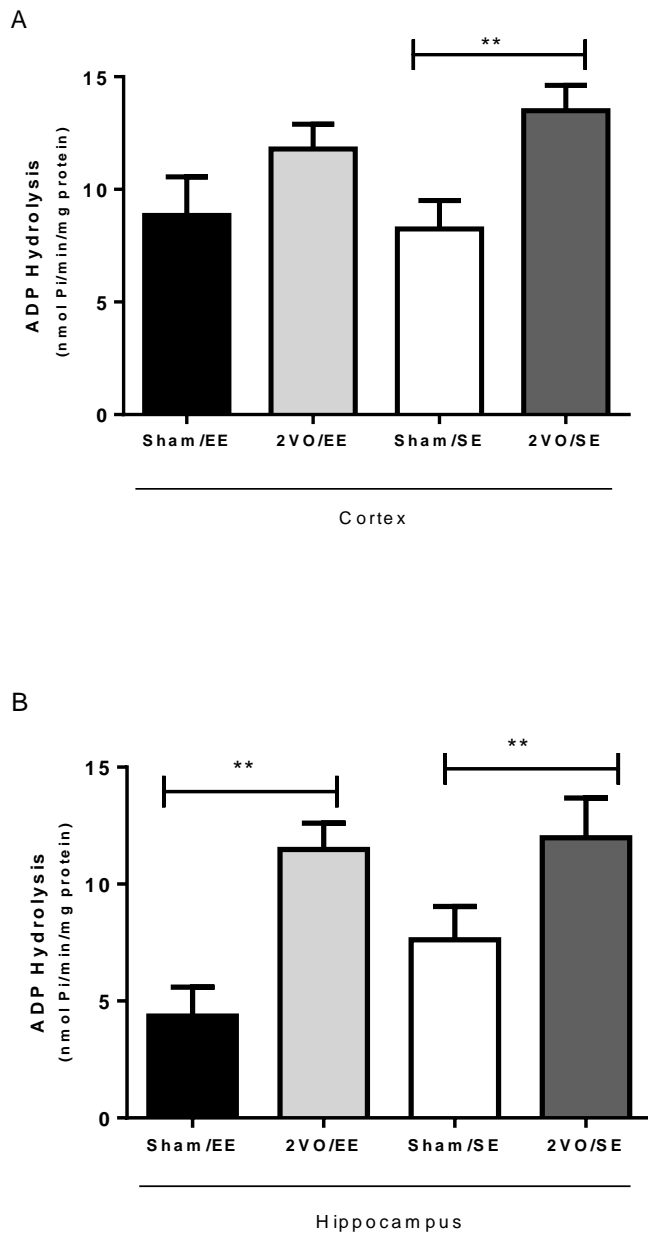 A
**
15
10
5
0
ADP Hydrolysis
(nmol Pi/min/mg protein)
Sham/EE 2VO/EE Sham/SE 2VO/SE
Cortex
B
**
**
15
10
5
0
ADP Hydrolysis
(nmol Pi/min/mg protein)
Sham/EE 2VO/EE Sham/SE 2VO/SE
Hippocampus